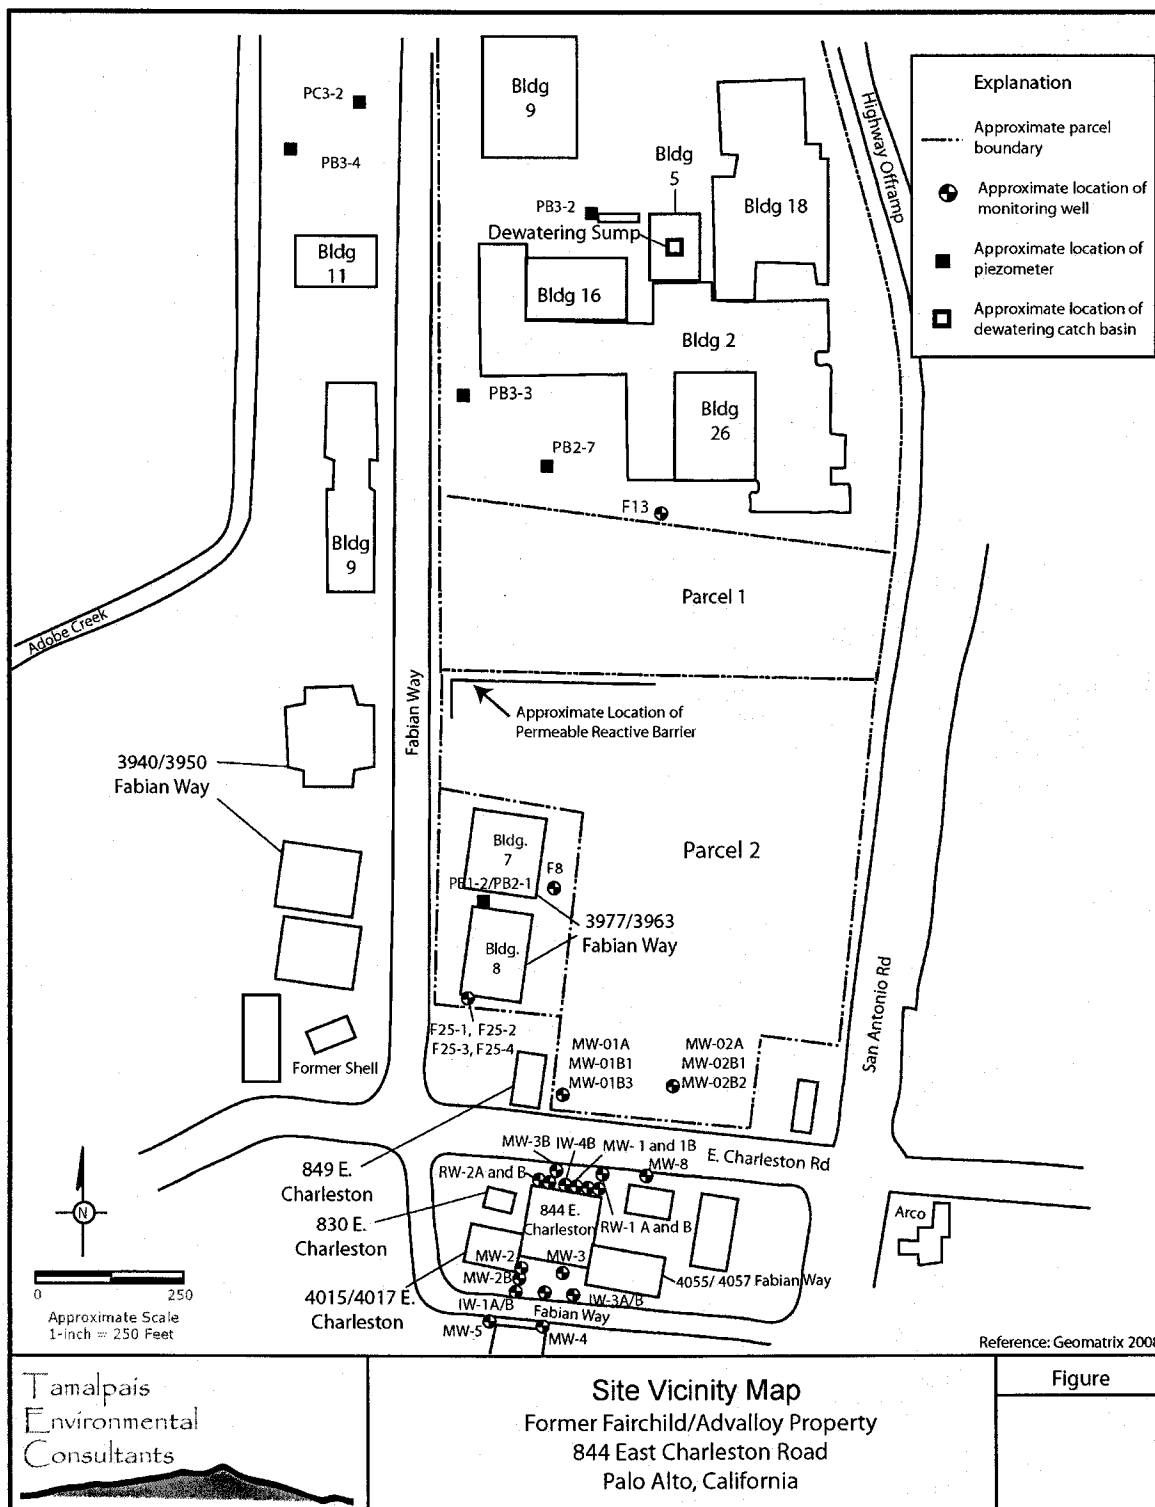 PC3-2
PB3-4
Bldg
9
Bldg
5
PB3-2
Dewatering Sump
Bldg 18
Highway Offramp
Explanation
Approximate parcel
boundary
Approximate location of
monitoring well
Approximate location of
piezometer
Approximate location of
dewatering catch basin
Bldg
11
Bldg 16
Bldg 2
PB3-3
Bldg
26
PB2-7
F13
Bldg
9
Parcel 1
Adobe Creek
Fabian Way
Approximate Location of
Permeable Reactive Barrier
3940/3950
Fabian Way
Bldg.
7
F8
PB1-2/PB2-1
Parcel 2
3977/3963
Fabian Way
Bldg.
8
San Antonio Rd
F25-1, F25-2
F25-3, F25-4
Former Shell
MW-01A
MW-01B1
MW-01B3
MW-02A
MW-02B1
MW-02B2
MW-3B
IW-4B
MW- 1 and 1B
E. Charleston Rd
MW-8
RW-2A and B
849 E.
Charleston
830 E.
Charleston
844 E.
Charleston
RW-1 A and B
Arco
MW-2
MW-3
MW-2B
4055/ 4057 Fabian Way
4015/4017 E.
Charleston
IW-1A/B
IW-3A/B
Fabian Way
MW-5
MW-4
N
0
250
Approximate Scale
1-inch = 250 Feet
Reference: Geomatrix 2008
Tamalpais
Environmental
Consultants
Site Vicinity Map
Former Fairchild/Advalloy Property
844 East Charleston Road
Palo Alto, California
Figure